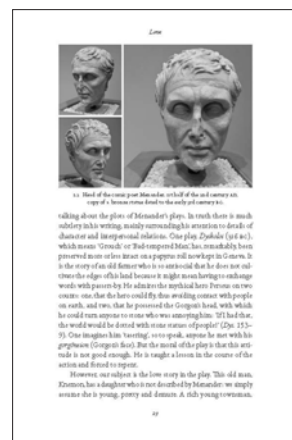 Love
1.1 Head of the comic poet Menander, 1st half of the 2nd century AD,
copy of a bronze statue dated to the early 3rd century BC.
talking about the plots of Menander's plays. In truth there is much
subtlety in his writing, mainly surrounding his attention to details of
character and interpersonal relations. One play, Dyskolos (316 BC),
which means 'Grouch' or 'Bad-tempered Man', has, remarkably, been
preserved more or less intact on a papyrus roll now kept in Geneva. It
is the story of an old farmer who is so antisocial that he does not cul-
tivate the edges of his land because it might mean having to exchange
words with passers-by. He admires the mythical hero Perseus on two
counts: one, that the hero could fly, thus avoiding contact with people
on earth, and two, that he possessed the Gorgon's head, with which
he could turn anyone to stone who was annoying him: 'If I had that,
the world would be dotted with stone statues of people!' (Dys. 153–
9). One imagines him 'tasering', so to speak, anyone he met with his
(Gorgon's face). But the moral of the play is that this atti-
tude is not good enough. He is taught a lesson in the course of the
action and forced to repent.
However, our subject is the love story in the play. This old man,
Knemon, has a daughter who is not described by Menander: we simply
assume she is young, pretty and demure. A rich young townsman,